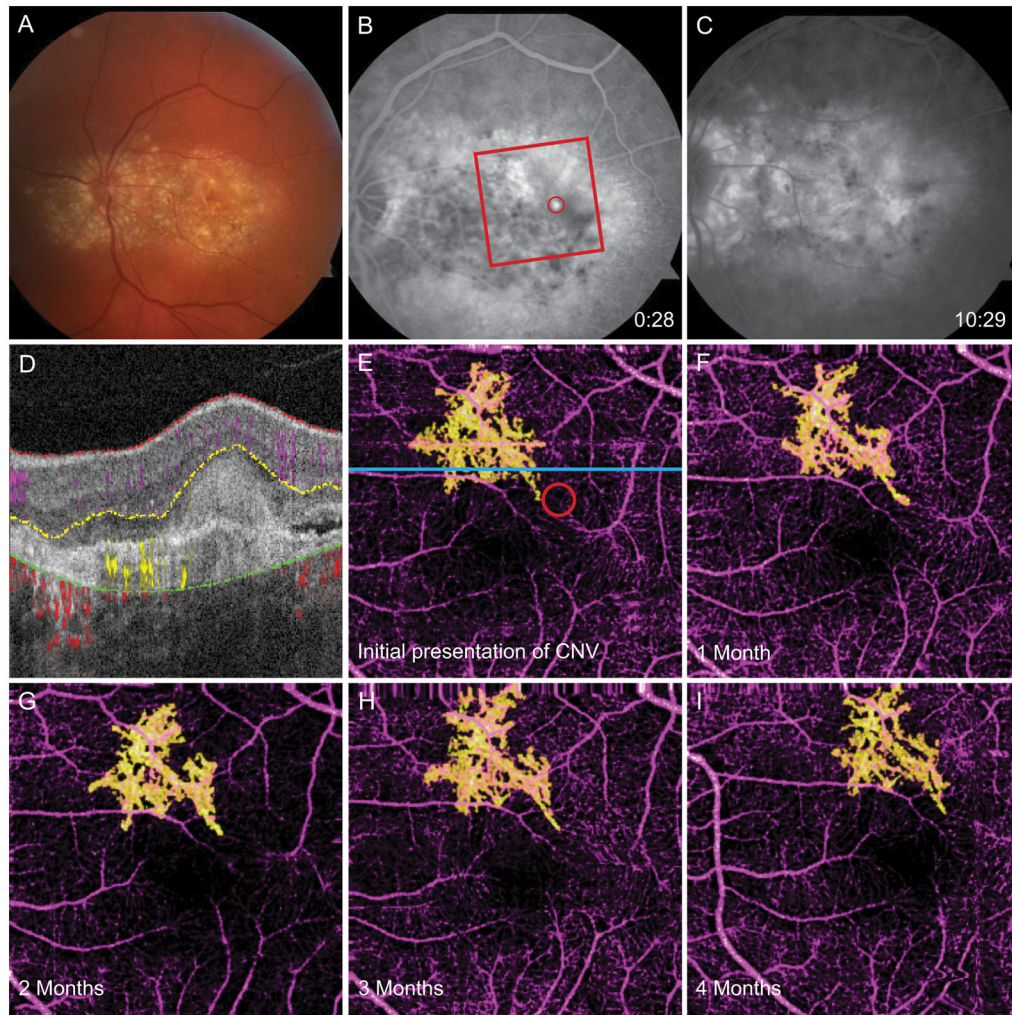 A
B
C
0:28
10:29
D
E
F
Initial presentation of CNV
1 Month
G
H
I
2 Months
3 Months
4 Months